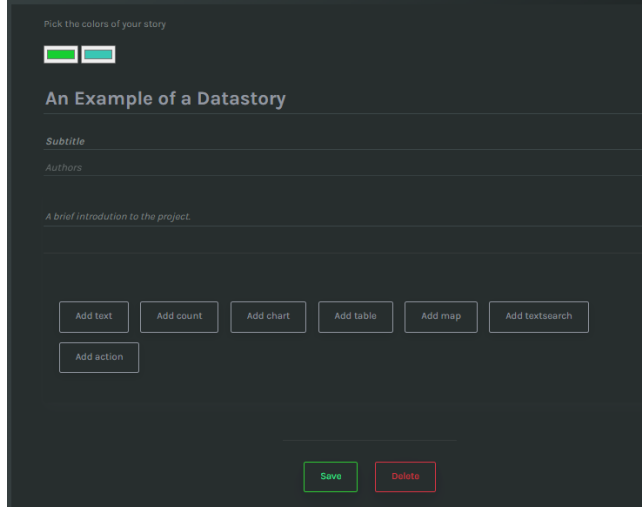 Pick the colors of your story
An Example of a Datastory
Subtitle
Authors
A brief introdution to the project.
Add text Add count Add chart Add table Add map Add textsearch
Add action
Save Delete